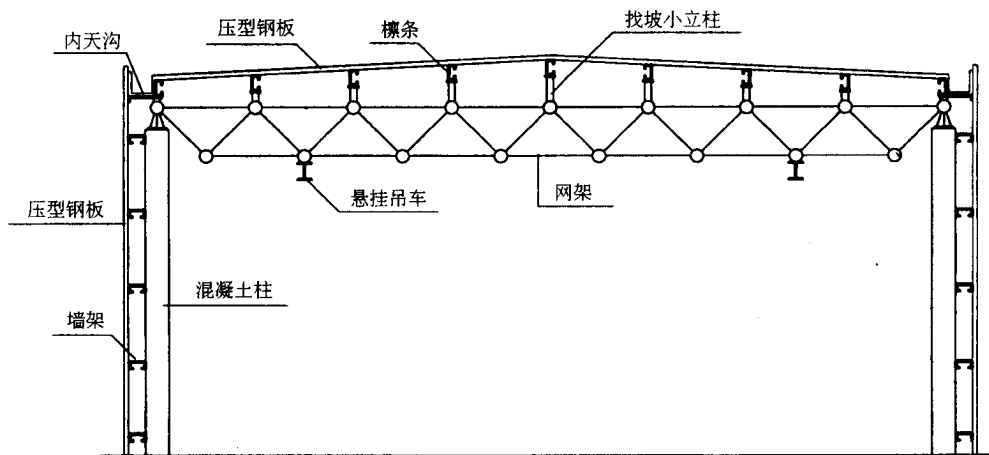 找坡小立柱
压型钢板
檩条
内天沟
悬挂吊车
网架
压型钢板
混凝土柱
墙架